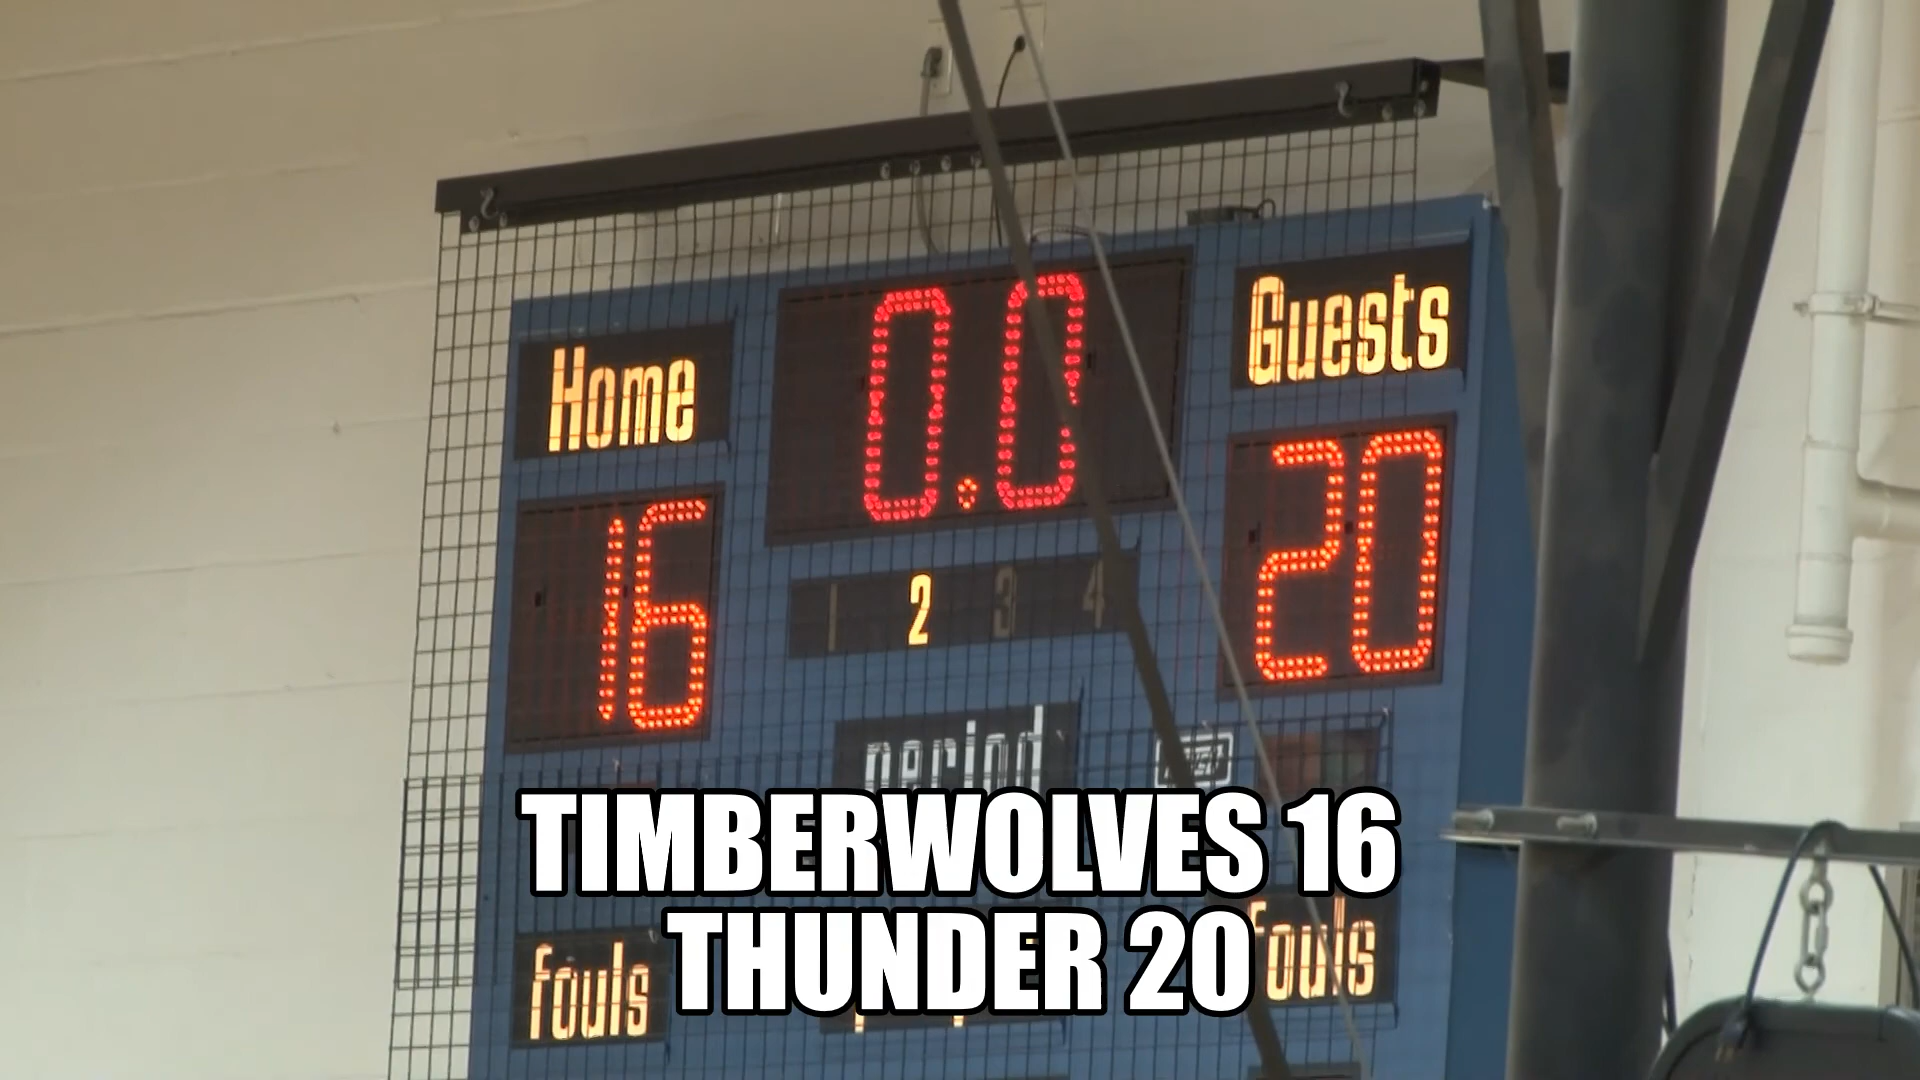 0.0
Home Guests
16 20
1 2 3 4
period
TIMBERWOLVES 16
THUNDER 20
fouls fouls